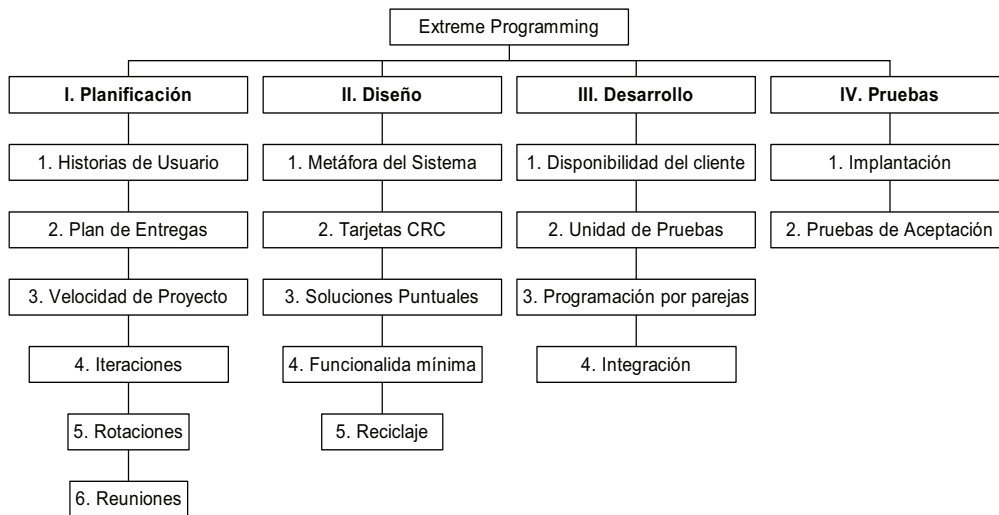 Extreme Programming
I. Planificación
II. Diseño
III. Desarrollo
IV. Pruebas
1. Historias de Usuario
1. Metáfora del Sistema
1. Disponibilidad del cliente
1. Implantación
2. Plan de Entregas
2. Tarjetas CRC
2. Unidad de Pruebas
2. Pruebas de Aceptación
3. Velocidad de Proyecto
3. Soluciones Puntuales
3. Programación por parejas
4. Iteraciones
4. Funcionalida mínima
4. Integración
5. Rotaciones
5. Reciclaje
6. Reuniones